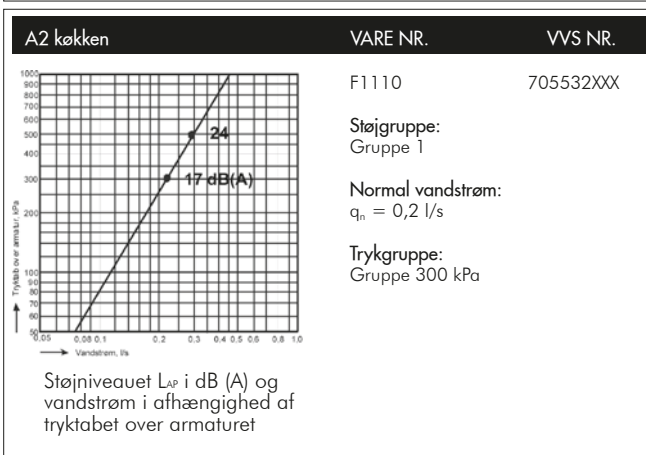 A2 køkken VARE NR. VVS NR.
F1110 705532XXX
Støjgruppe:
Gruppe 1
Normal vandstrøm:
qₙ = 0,2 l/s
Trykgruppe:
Gruppe 300 kPa
Tryktab over armatur, kPa
1000
900
800
700
600
500
400
300
200
100
90
80
70
60
50
24
17 dB(A)
0,05 0,08 0.1 0.2 0.3 0.4 0.5 0.6 0.8 1.0
Vandstrøm, l/s
Støjniveauet LAP i dB (A) og
vandstrøm i afhængighed af
tryktabet over armaturet